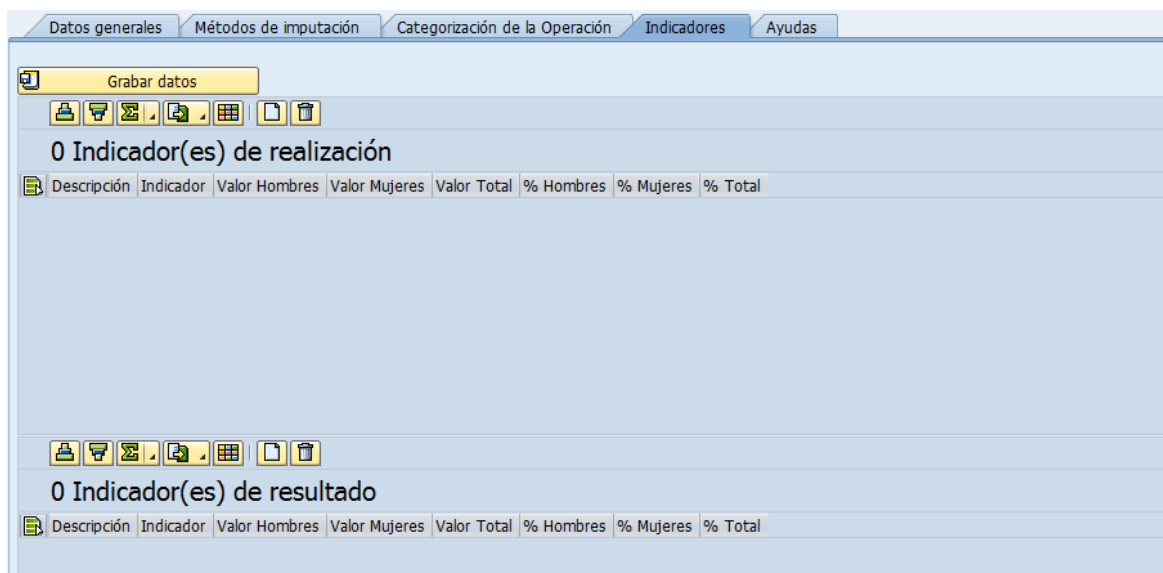 Datos generales Métodos de imputación Categorización de la Operación Indicadores Ayudas
Grabar datos
0 Indicador(es) de realización
Descripción Indicador Valor Hombres Valor Mujeres Valor Total % Hombres % Mujeres % Total
0 Indicador(es) de resultado
Descripción Indicador Valor Hombres Valor Mujeres Valor Total % Hombres % Mujeres % Total